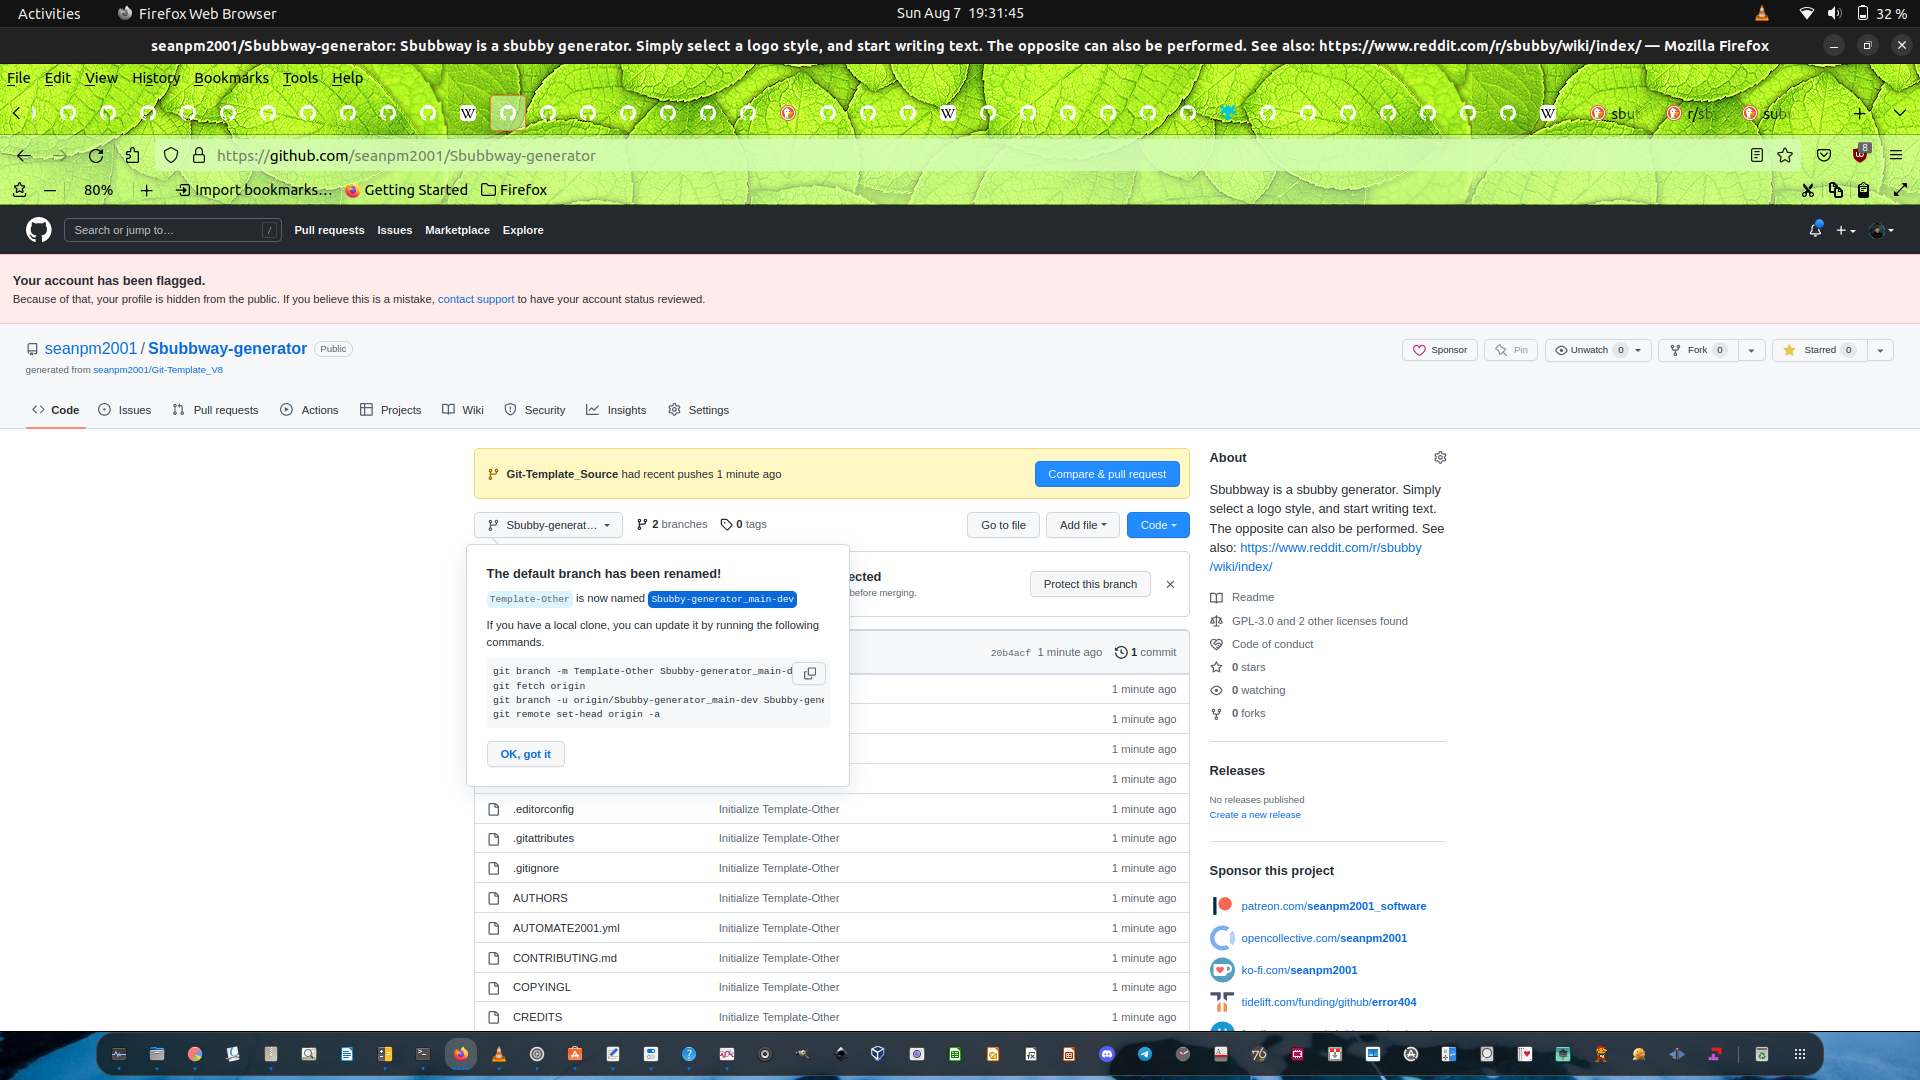 Activities
Firefox Web Browser
Sun Aug 7 19:31:45
32 %
seanpm2001/Sbubbway-generator: Sbubbway is a sbubby generator. Simply select a logo style, and start writing text. The opposite can also be performed. See also: https://www.reddit.com/r/sbubby/wiki/index/ — Mozilla Firefox
File Edit View History Bookmarks Tools Help
https://github.com/seanpm2001/Sbubbway-generator
8
80%
Import bookmarks…
Getting Started
Firefox
Search or jump to…
/
Pull requests Issues Marketplace Explore
Your account has been flagged.
Because of that, your profile is hidden from the public. If you believe this is a mistake, contact support to have your account status reviewed.
seanpm2001 / Sbubbway-generator Public
generated from seanpm2001/Git-Template_V8
Sponsor
Pin
Unwatch 0
Fork 0
Starred 0
Code
Issues
Pull requests
Actions
Projects
Wiki
Security
Insights
Settings
Git-Template_Source had recent pushes 1 minute ago
Compare & pull request
Sbubby-generat…
2 branches
0 tags
Go to file
Add file
Code
The default branch has been renamed!
Template-Other is now named Sbubby-generator_main-dev
If you have a local clone, you can update it by running the following
commands.
git branch -m Template-Other Sbubby-generator_main-d
git fetch origin
git branch -u origin/Sbubby-generator_main-dev Sbubby-gene
git remote set-head origin -a
OK, got it
ected
before merging.
Protect this branch
20b4acf 1 minute ago
1 commit
1 minute ago
1 minute ago
1 minute ago
1 minute ago
.editorconfig Initialize Template-Other 1 minute ago
.gitattributes Initialize Template-Other 1 minute ago
.gitignore Initialize Template-Other 1 minute ago
AUTHORS Initialize Template-Other 1 minute ago
AUTOMATE2001.yml Initialize Template-Other 1 minute ago
CONTRIBUTING.md Initialize Template-Other 1 minute ago
COPYINGL Initialize Template-Other 1 minute ago
CREDITS Initialize Template-Other 1 minute ago
About
Sbubbway is a sbubby generator. Simply
select a logo style, and start writing text.
The opposite can also be performed. See
also: https://www.reddit.com/r/sbubby
/wiki/index/
Readme
GPL-3.0 and 2 other licenses found
Code of conduct
0 stars
0 watching
0 forks
Releases
No releases published
Create a new release
Sponsor this project
patreon.com/seanpm2001_software
opencollective.com/seanpm2001
ko-fi.com/seanpm2001
tidelift.com/funding/github/error404